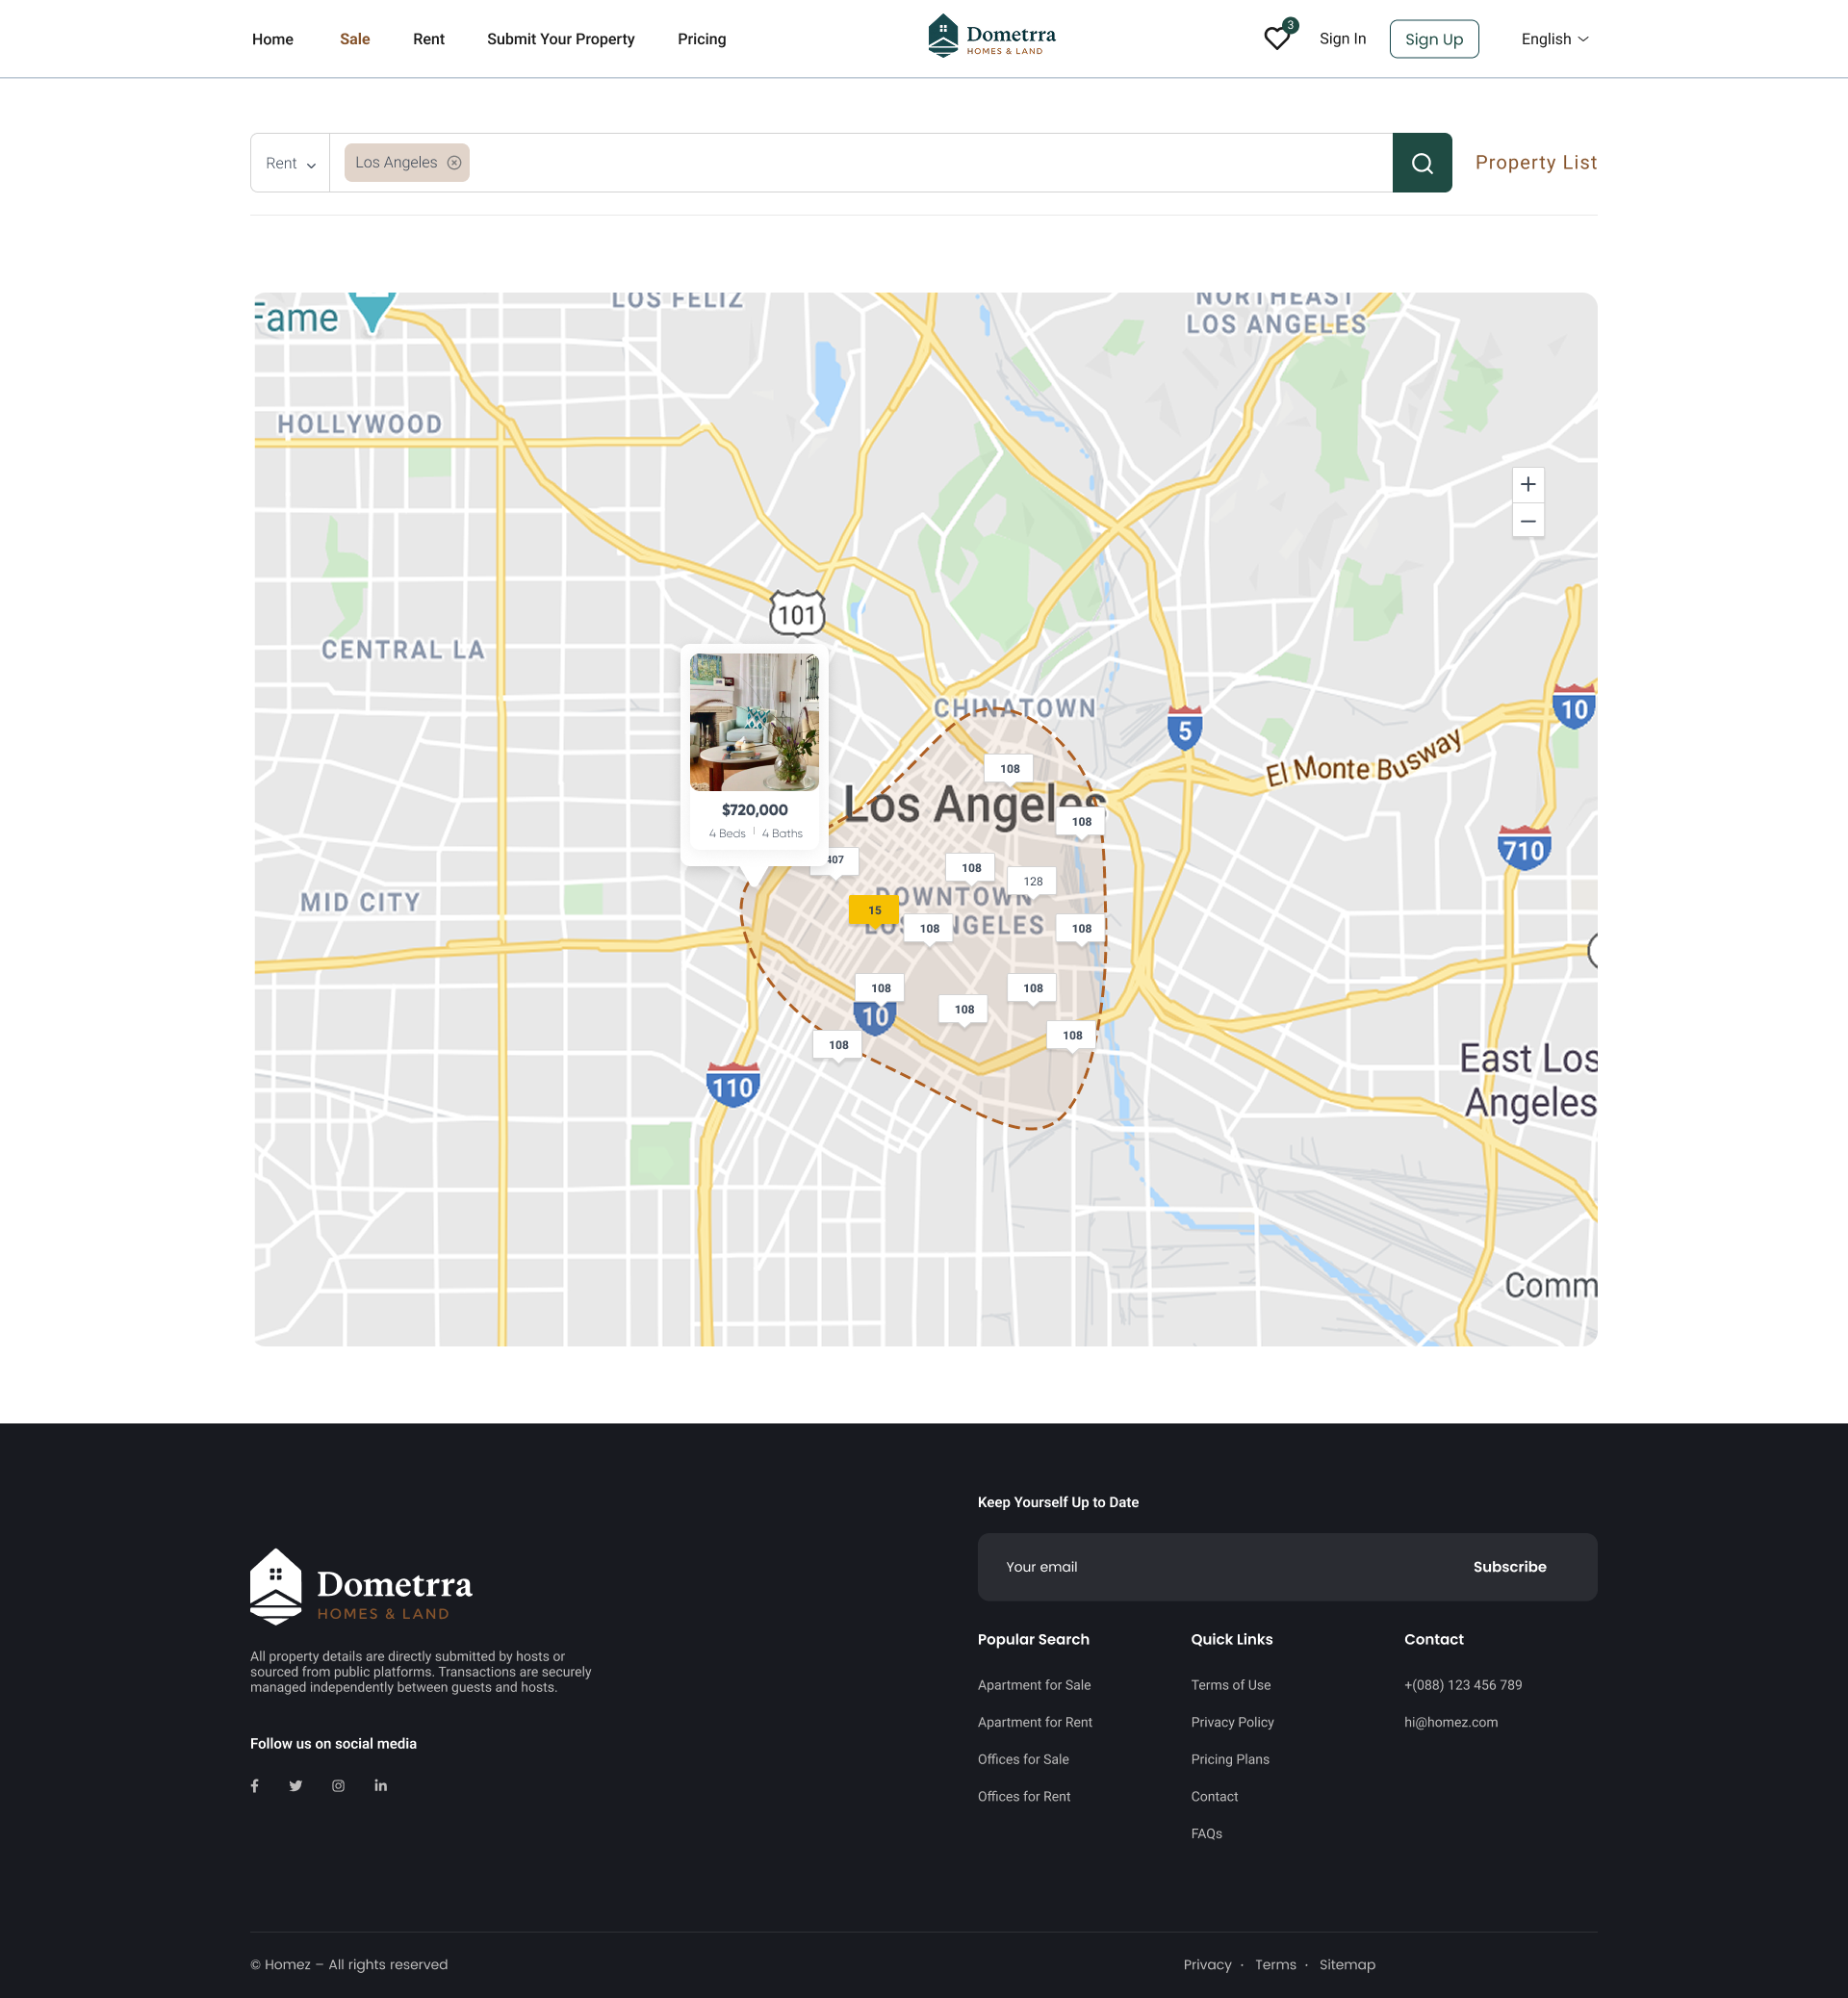 Home
Sale
Rent
Submit Your Property
Pricing
Dometrra
HOMES & LAND
3
Sign In
Sign Up
English
Rent
Los Angeles
Property List
Fame
LOS FELIZ
NORTHEAST
LOS ANGELES
HOLLYWOOD
101
CENTRAL LA
CHINATOWN
5
10
El Monte Busway
$720,000
4 Beds
4 Baths
108
Los Angeles
108
710
407
108
128
MID CITY
DOWNTOWN
LOS ANGELES
15
108
108
108
108
10
108
108
108
110
East Los
Angeles
Comm
Keep Yourself Up to Date
Your email
Subscribe
Dometrra
HOMES & LAND
All property details are directly submitted by hosts or
sourced from public platforms. Transactions are securely
managed independently between guests and hosts.
Follow us on social media
Popular Search
Apartment for Sale
Apartment for Rent
Offices for Sale
Offices for Rent
Quick Links
Terms of Use
Privacy Policy
Pricing Plans
Contact
FAQs
Contact
+(088) 123 456 789
hi@homez.com
© Homez – All rights reserved
Privacy · Terms · Sitemap